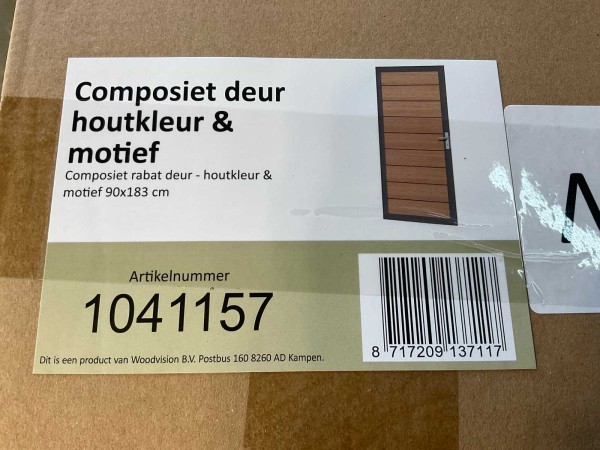 Composiet deur
houtkleur &
motief
Composiet rabat deur - houtkleur &
motief 90x183 cm
Artikelnummer
1041157
8 717209 137117
Dit is een product van Woodvision B.V. Postbus 160 8260 AD Kampen.